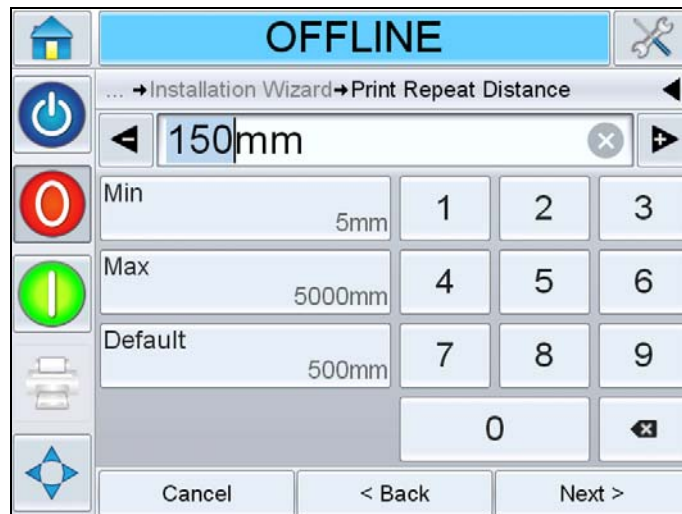 OFFLINE
... →Installation Wizard→Print Repeat Distance
150mm
Min
5mm
1 2 3
Max
5000mm
4 5 6
Default
500mm
7 8 9
0
Cancel < Back Next >